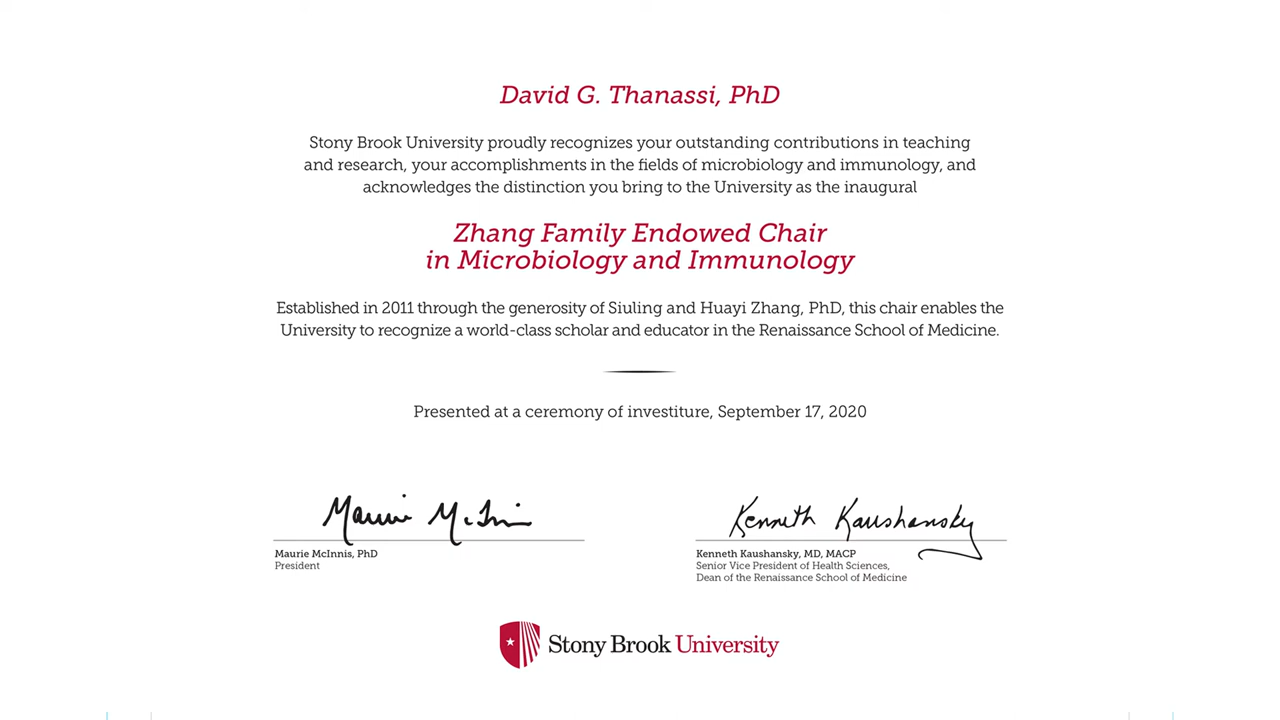 David G. Thanassi, PhD
Stony Brook University proudly recognizes your outstanding contributions in teaching
and research, your accomplishments in the fields of microbiology and immunology, and
acknowledges the distinction you bring to the University as the inaugural
Zhang Family Endowed Chair
in Microbiology and Immunology
Established in 2011 through the generosity of Siuling and Huayi Zhang, PhD, this chair enables the
University to recognize a world-class scholar and educator in the Renaissance School of Medicine.
Presented at a ceremony of investiture, September 17, 2020
Maurie McInnis
Maurie McInnis, PhD
President
Kenneth Kaushansky
Kenneth Kaushansky, MD, MACP
Senior Vice President of Health Sciences,
Dean of the Renaissance School of Medicine
Stony Brook University